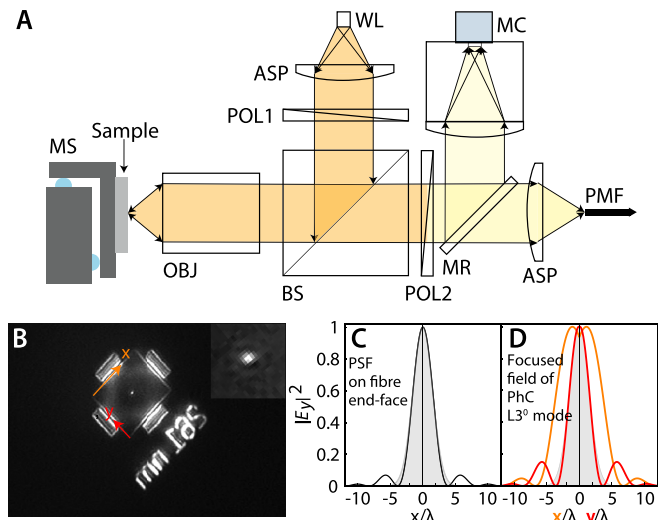 A
WL
MC
ASP
POL1
Sample
MS
PMF
OBJ
BS
POL2
MR
ASP
B
x
y
C
PSF
on fibre
end-face
D
Focused
field of
PhC
L3⁰ mode
|Ey|²
1
0.8
0.6
0.4
0.2
0
-10 -5 0 5 10
-10 -5 0 5 10
x/λ
x/λ y/λ